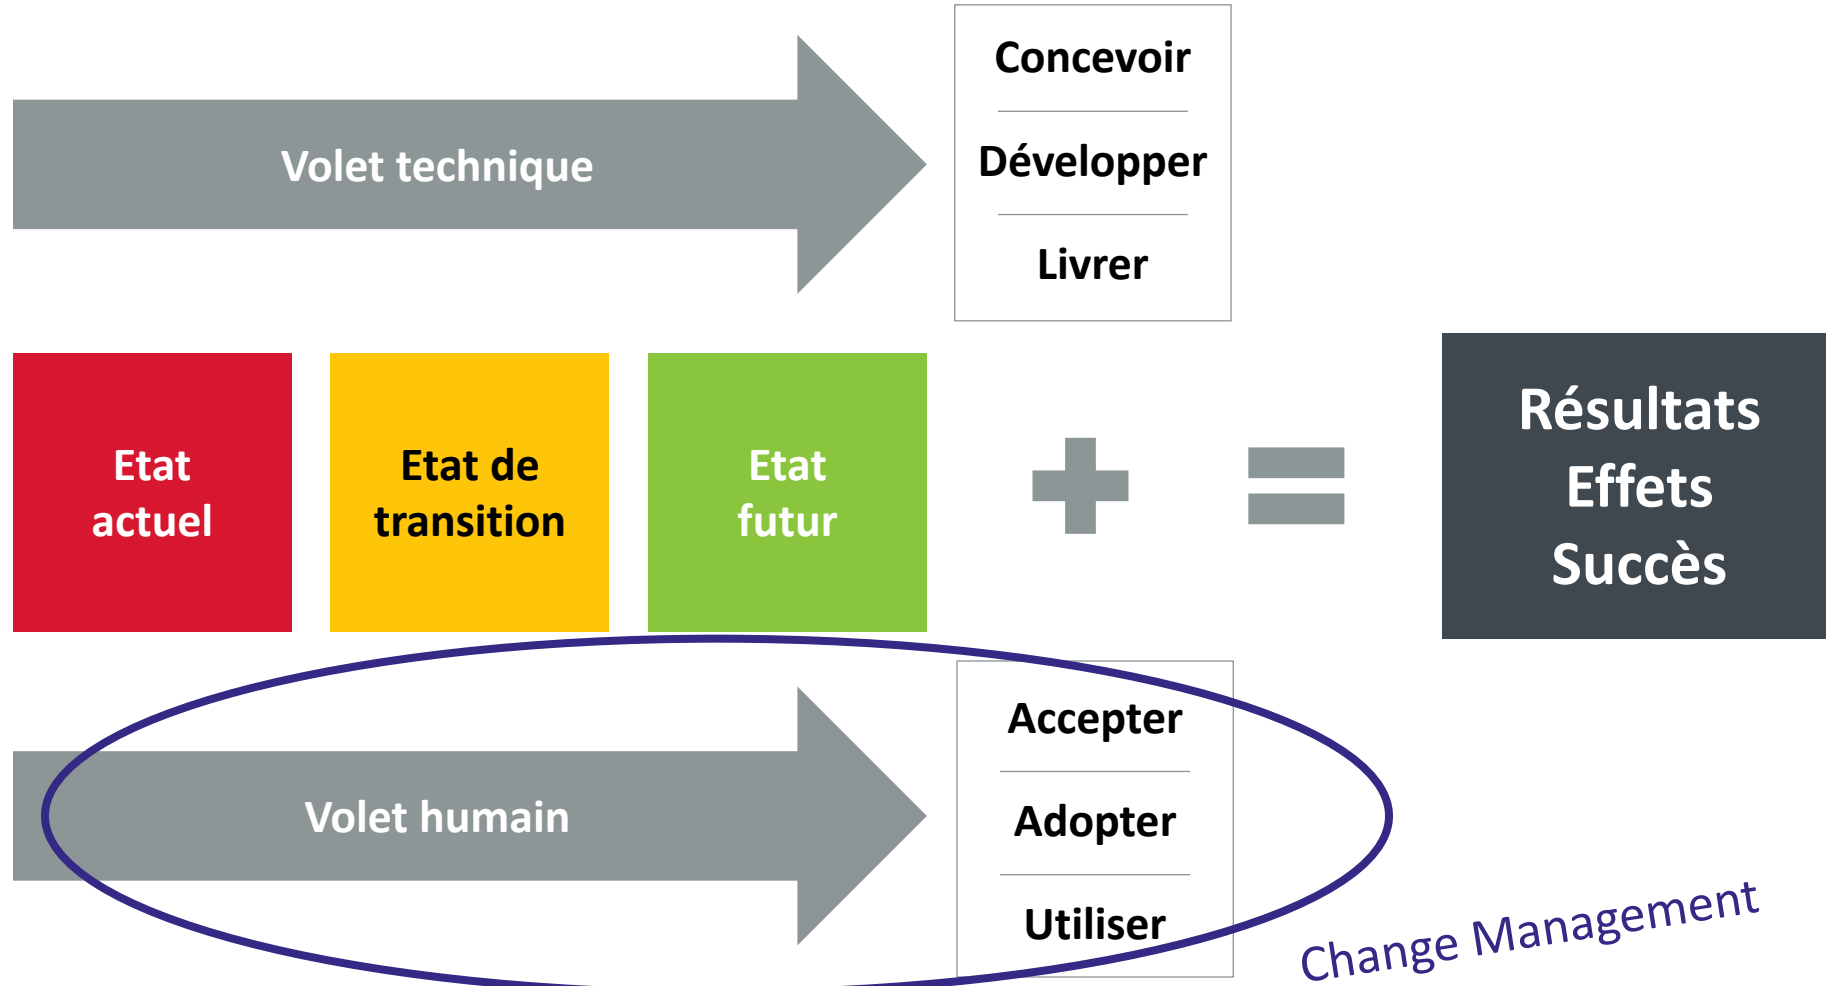 Volet technique
Concevoir
Développer
Livrer
Etat
actuel
Etat de
transition
Etat
futur
Résultats
Effets
Succès
Volet humain
Accepter
Adopter
Utiliser
Change Management